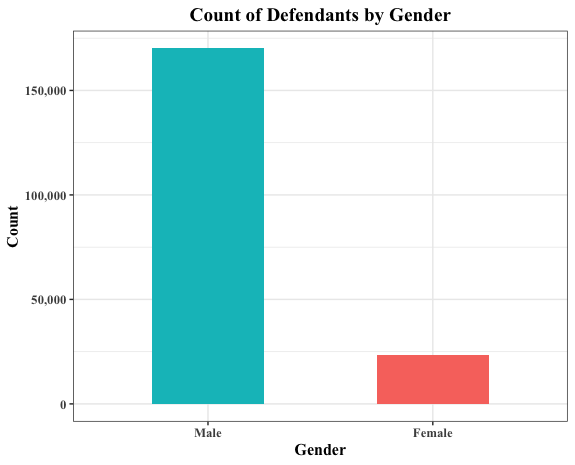 Count of Defendants by Gender
Count
150,000
100,000
50,000
0
Male Female
Gender